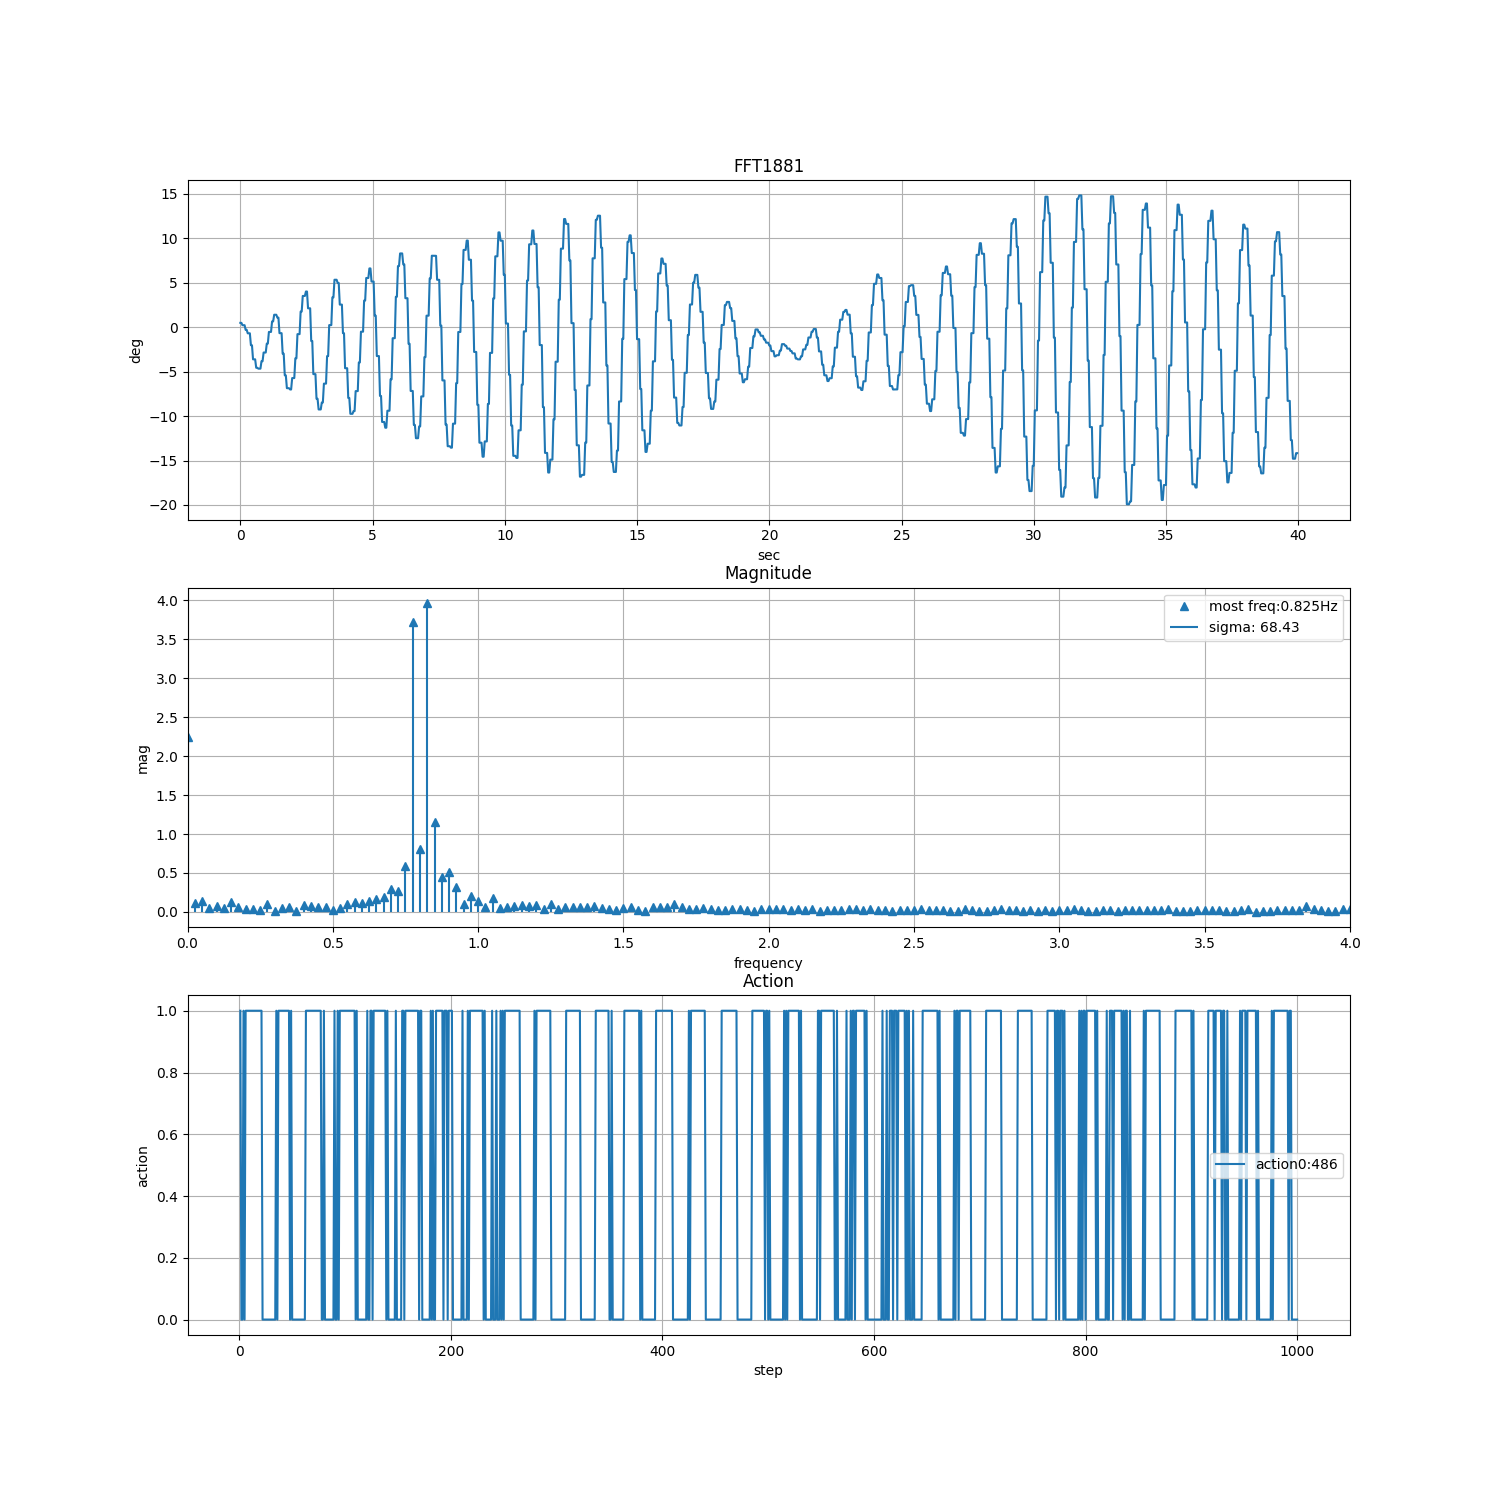 FFT1881
15
10
5
0
−5
−10
−15
−20
deg
0 5 10 15 20 25 30 35 40
sec
Magnitude
4.0
3.5
3.0
2.5
2.0
1.5
1.0
0.5
0.0
mag
most freq:0.825Hz
sigma: 68.43
0.0 0.5 1.0 1.5 2.0 2.5 3.0 3.5 4.0
frequency
Action
1.0
0.8
0.6
0.4
0.2
0.0
action
action0:486
0 200 400 600 800 1000
step